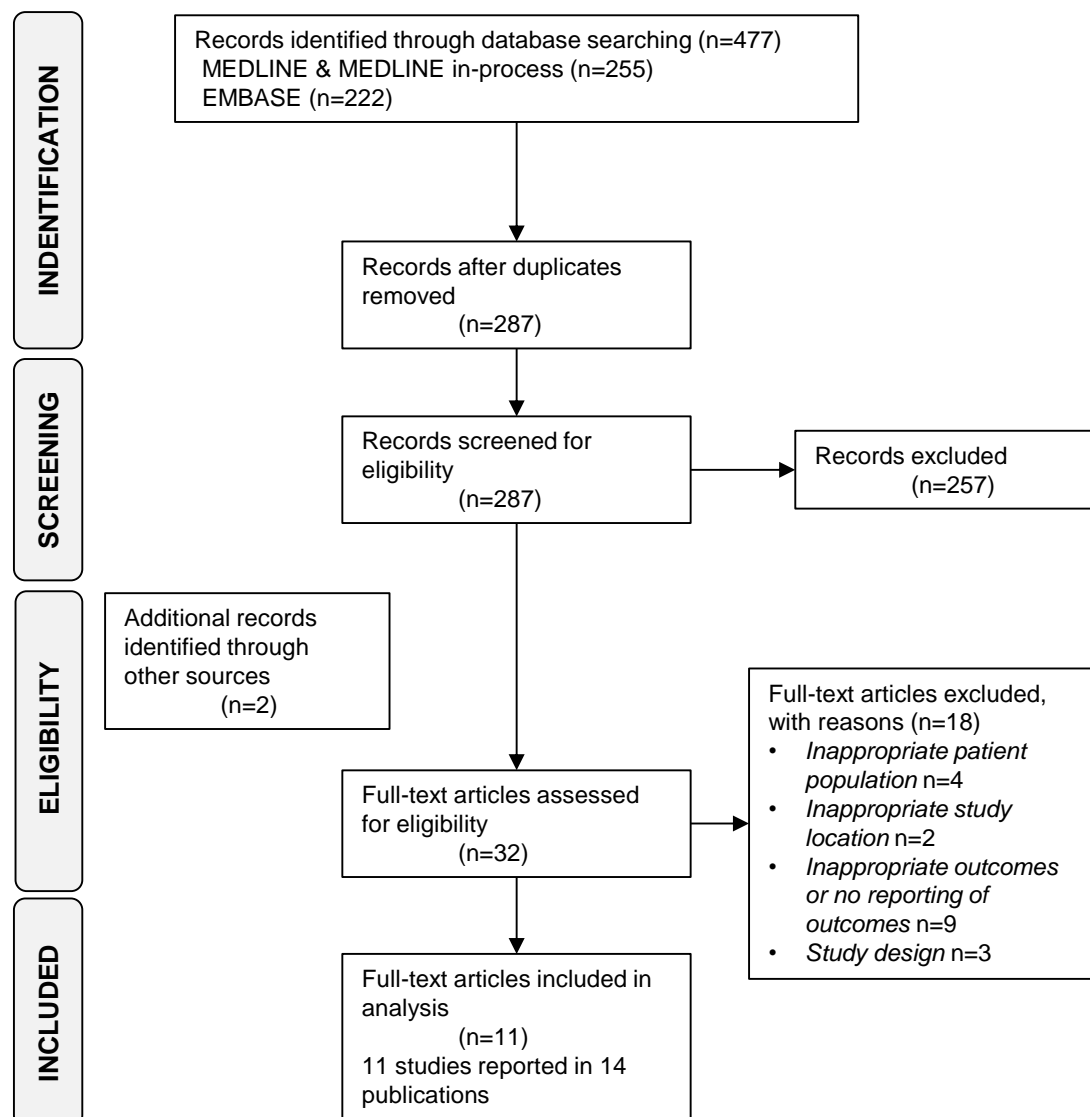 INDENTIFICATION
Records identified through database searching (n=477)
MEDLINE & MEDLINE in-process (n=255)
EMBASE (n=222)
Records after duplicates
removed
(n=287)
SCREENING
Records screened for
eligibility
(n=287)
Records excluded
(n=257)
ELIGIBILITY
Additional records
identified through
other sources
(n=2)
Full-text articles assessed
for eligibility
(n=32)
Full-text articles excluded,
with reasons (n=18)
• Inappropriate patient
population n=4
• Inappropriate study
location n=2
• Inappropriate outcomes
or no reporting of
outcomes n=9
• Study design n=3
INCLUDED
Full-text articles included in
analysis
(n=11)
11 studies reported in 14
publications